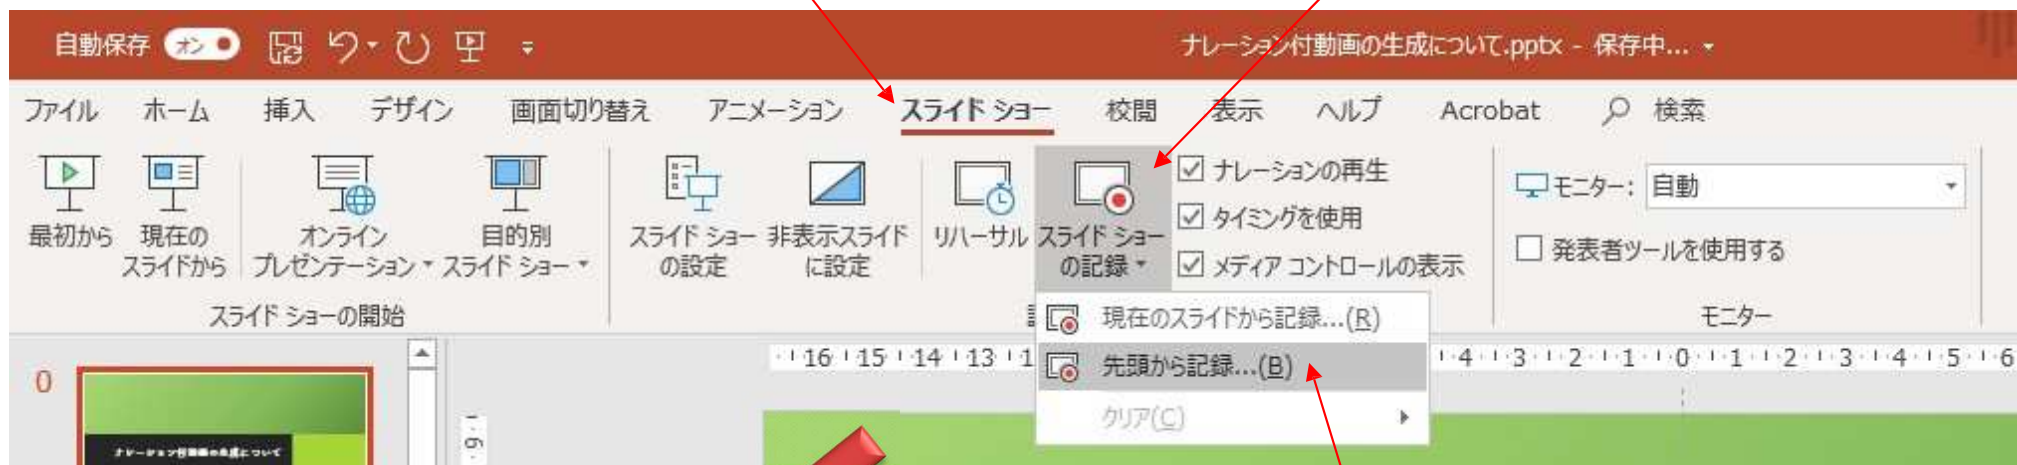 自動保存 オン
ナレーション付動画の生成について.pptx - 保存中...
ファイル ホーム 挿入 デザイン 画面切り替え アニメーション スライド ショー 校閲 表示 ヘルプ Acrobat 検索
最初から
現在の
スライドから
オンライン
プレゼンテーション
目的別
スライド ショー
スライド ショーの開始
スライド ショー
の設定
非表示スライド
に設定
リハーサル
スライド ショー
の記録
ナレーションの再生
タイミングを使用
メディア コントロールの表示
モニター: 自動
発表者ツールを使用する
モニター
現在のスライドから記録...(R)
先頭から記録...(B)
クリア(C)
16 15 14 13 1
4 3 2 1 0 1 2 3 4 5 6
0
ナレーション付動画の生成について
9